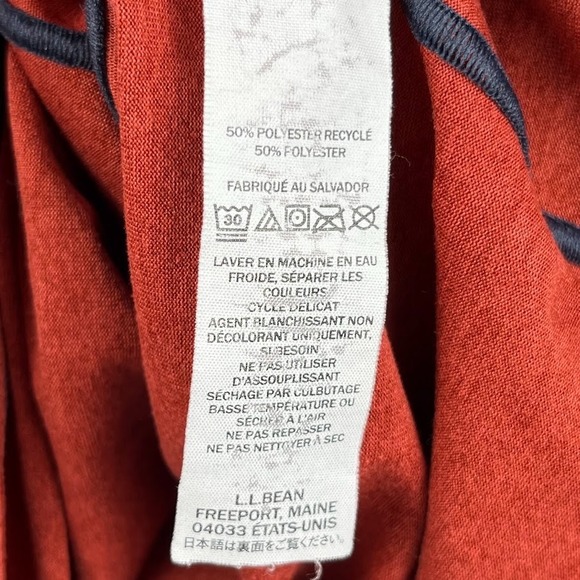 50% POLYESTER RECYCLÉ
50% POLYESTER
FABRIQUÉ AU SALVADOR
30
LAVER EN MACHINE EN EAU
FROIDE, SÉPARER LES
COULEURS
CYCLE DÉLICAT
AGENT BLANCHISSANT NON
DÉCOLORANT UNIQUEMENT,
SI BESOIN
NE PAS UTILISER
D'ASSOUPLISSANT
SÉCHAGE PAR CULBUTAGE
BASSE TEMPÉRATURE OU
SÉCHER À L'AIR
NE PAS REPASSER
NE PAS NETTOYER À SEC
L.L.BEAN
FREEPORT, MAINE
04033 ÉTATS-UNIS
日本語は裏面をご覧ください。